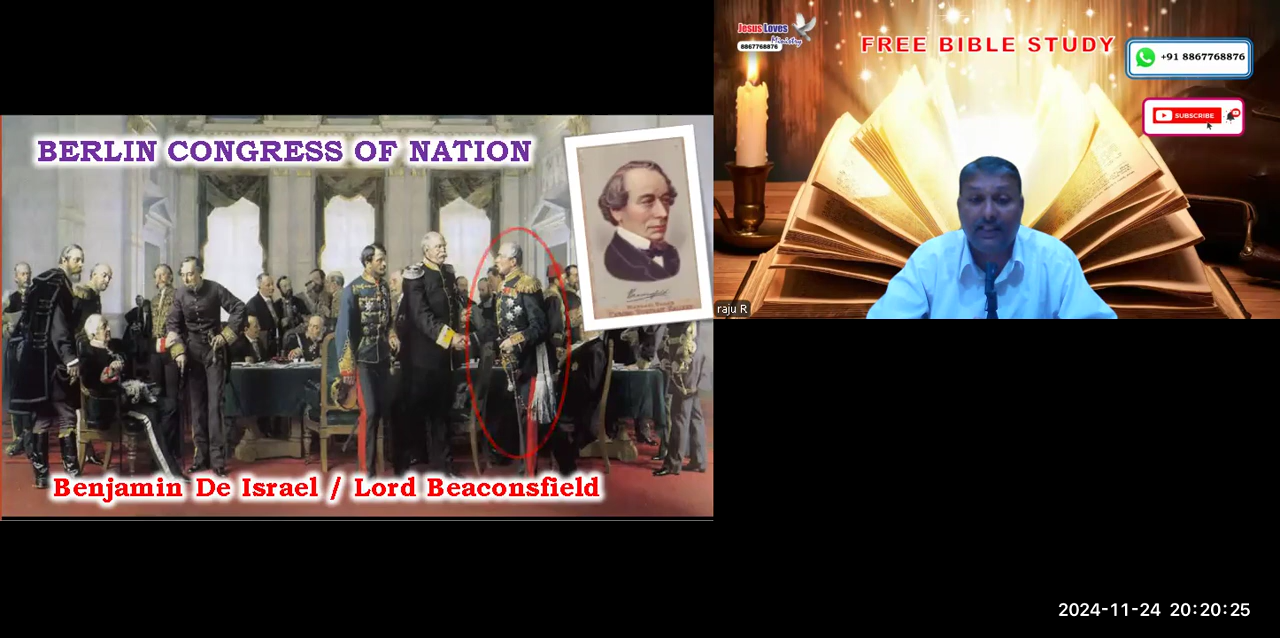 BERLIN CONGRESS OF NATION
Benjamin De Israel / Lord Beaconsfield
Jesus Loves
Ministry
8867768876
FREE BIBLE STUDY
+91 8867768876
SUBSCRIBE
raju R
2024-11-24 20:20:25